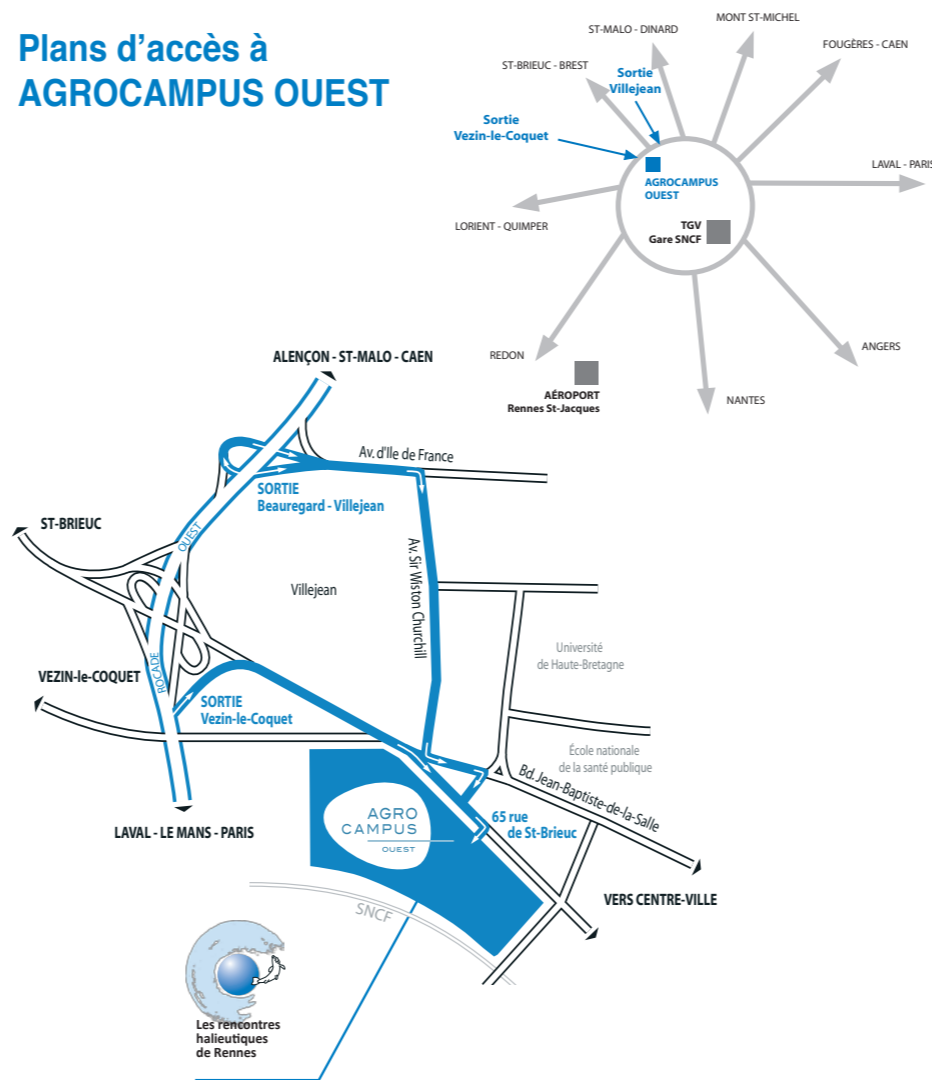 Plans d'accès à
AGROCAMPUS OUEST
MONT ST-MICHEL
ST-MALO - DINARD
FOUGÈRES - CAEN
ST-BRIEUC - BREST
Sortie
Villejean
Sortie
Vezin-le-Coquet
LAVAL - PARIS
AGROCAMPUS
OUEST
LORIENT - QUIMPER
TGV
Gare SNCF
REDON
ANGERS
AÉROPORT
Rennes St-Jacques
NANTES
ALENÇON - ST-MALO - CAEN
Av. d'Ile de France
SORTIE
Beauregard - Villejean
ST-BRIEUC
OUEST
Av. Sir Wiston Churchill
Villejean
Université
de Haute-Bretagne
ROCADE
VEZIN-le-COQUET
SORTIE
Vezin-le-Coquet
École nationale
de la santé publique
Bd. Jean-Baptiste-de-la-Salle
LAVAL - LE MANS - PARIS
AGRO
CAMPUS
OUEST
65 rue
de St-Brieuc
VERS CENTRE-VILLE
SNCF
Les rencontres
halieutiques
de Rennes